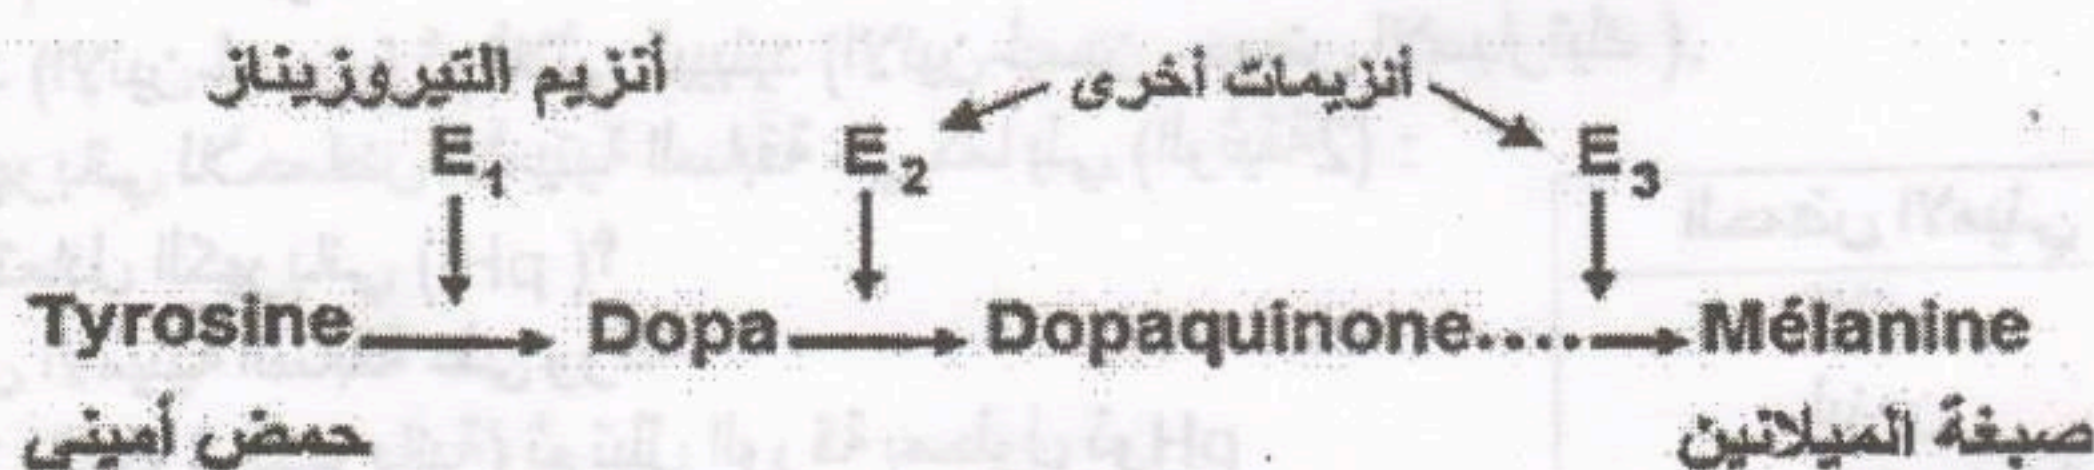 أنزيم التيروزيناز
أنزيمات أخرى
E1
E2
E3
Tyrosine Dopa Dopaquinone.... Mélanine
حمض أميني
صبغة الميلانين